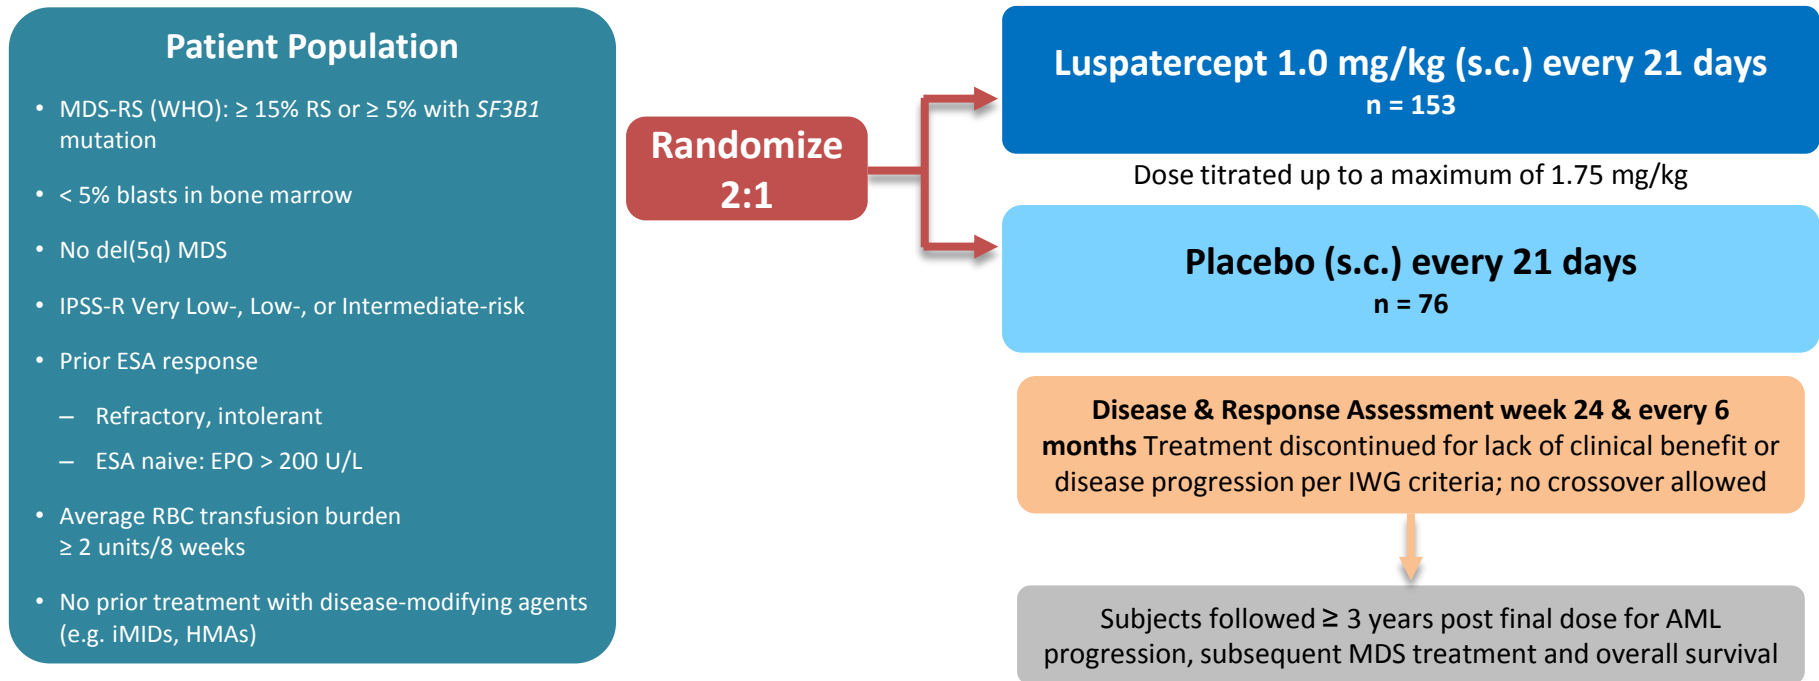 Patient Population
• MDS-RS (WHO): ≥ 15% RS or ≥ 5% with SF3B1
mutation
• < 5% blasts in bone marrow
• No del(5q) MDS
• IPSS-R Very Low-, Low-, or Intermediate-risk
• Prior ESA response
– Refractory, intolerant
– ESA naive: EPO > 200 U/L
• Average RBC transfusion burden
≥ 2 units/8 weeks
• No prior treatment with disease-modifying agents
(e.g. iMIDs, HMAs)
Randomize
2:1
Luspatercept 1.0 mg/kg (s.c.) every 21 days
n = 153
Dose titrated up to a maximum of 1.75 mg/kg
Placebo (s.c.) every 21 days
n = 76
Disease & Response Assessment week 24 & every 6
months Treatment discontinued for lack of clinical benefit or
disease progression per IWG criteria; no crossover allowed
Subjects followed ≥ 3 years post final dose for AML
progression, subsequent MDS treatment and overall survival